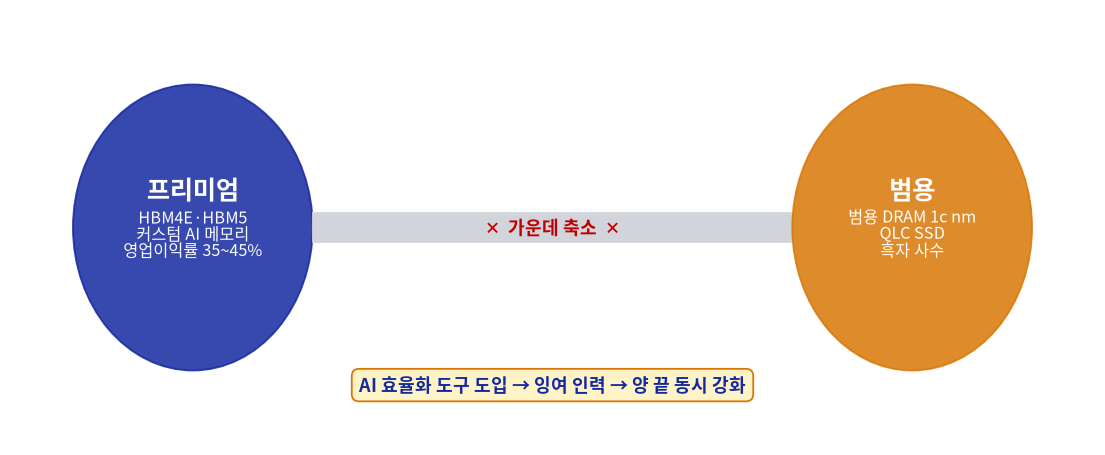 프리미엄
HBM4E·HBM5
커스텀 AI 메모리
영업이익률 35~45%
× 가운데 축소 ×
범용
범용 DRAM 1c nm
QLC SSD
흑자 사수
AI 효율화 도구 도입 → 잉여 인력 → 양 끝 동시 강화